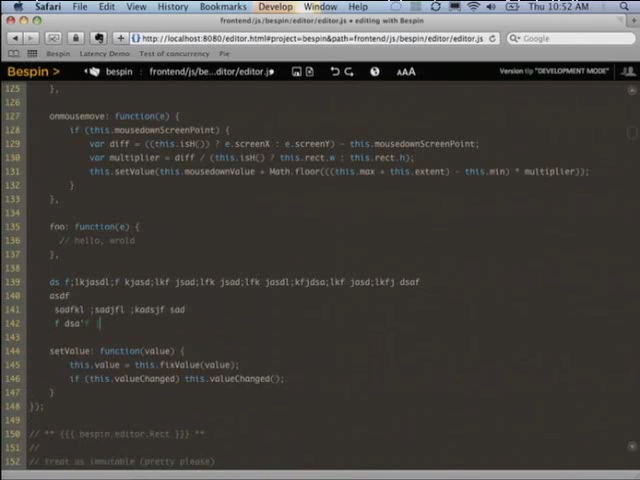 Safari File Edit View History Bookmarks Develop Window Help Thu 10:52 AM
frontend/js/bespin/editor/editor.js • editing with Bespin
http://localhost:8080/editor.html#project=bespin&path=frontend/js/bespin/editor/editor.js
Google
Bespin Latency Demo Test of concurrency Pie
Bespin > bespin : frontend/js/be...ditor/editor.js AAA Version tip "DEVELOPMENT MODE"
125 },
126
127 onmousemove: function(e) {
128 if (this.mousedownScreenPoint) {
129 var diff = ((this.isH()) ? e.screenX : e.screenY) - this.mousedownScreenPoint;
130 var multiplier = diff / (this.isH() ? this.rect.w : this.rect.h);
131 this.setValue(this.mousedownValue + Math.floor(((this.max + this.extent) - this.min) * multiplier));
132 }
133 },
134
135 foo: function(e) {
136 // hello, wrold
137 },
138
139 as f;lkjasdl;f kjasd;lkf jsad;lfk jsad;lfk jasdl;kfjdsa;lkf jasd;lkfj dsaf
140 asdf
141 sadfkl ;sadjfl ;kadsjf sad
142 f dsa'f
143
144 setValue: function(value) {
145 this.value = this.fixValue(value);
146 if (this.valueChanged) this.valueChanged();
147 }
148 });
149
150 // ** {{{ bespin.editor.Rect }}} **
151 //
152 // treat as immutable (pretty please)